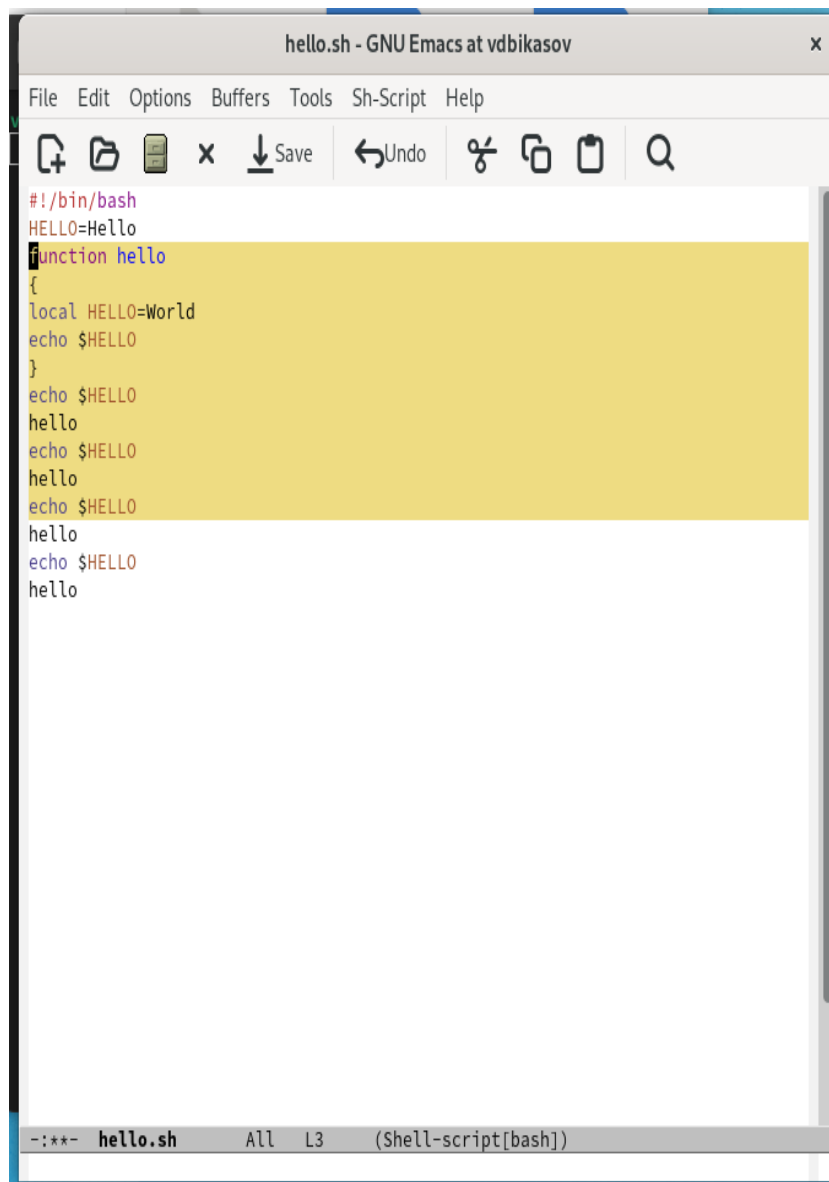 hello.sh - GNU Emacs at vdbikasov
File Edit Options Buffers Tools Sh-Script Help
Save Undo
#!/bin/bash
HELLO=Hello
function hello
{
local HELLO=World
echo $HELLO
}
echo $HELLO
hello
echo $HELLO
hello
echo $HELLO
hello
echo $HELLO
hello
-:**- hello.sh All L3 (Shell-script[bash])